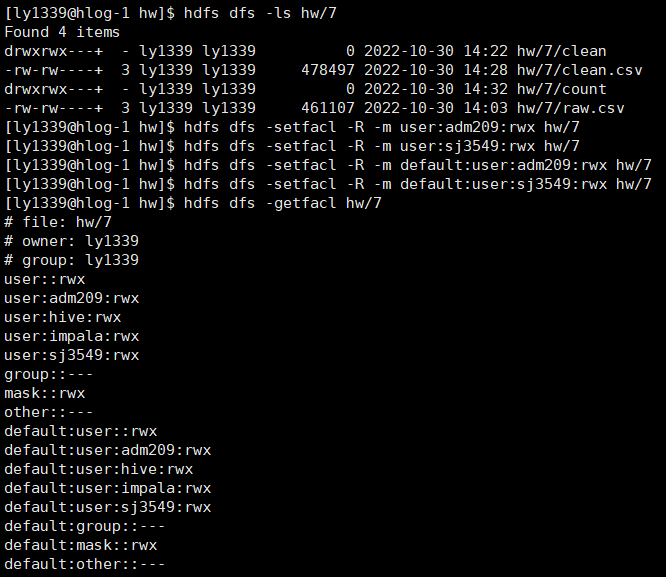 [ly1339@hlog-1 hw]$ hdfs dfs -ls hw/7
Found 4 items
drwxrwx---+  - ly1339 ly1339          0 2022-10-30 14:22 hw/7/clean
-rw-rw----+  3 ly1339 ly1339     478497 2022-10-30 14:28 hw/7/clean.csv
drwxrwx---+  - ly1339 ly1339          0 2022-10-30 14:32 hw/7/count
-rw-rw----+  3 ly1339 ly1339     461107 2022-10-30 14:03 hw/7/raw.csv
[ly1339@hlog-1 hw]$ hdfs dfs -setfacl -R -m user:adm209:rwx hw/7
[ly1339@hlog-1 hw]$ hdfs dfs -setfacl -R -m user:sj3549:rwx hw/7
[ly1339@hlog-1 hw]$ hdfs dfs -setfacl -R -m default:user:adm209:rwx hw/7
[ly1339@hlog-1 hw]$ hdfs dfs -setfacl -R -m default:user:sj3549:rwx hw/7
[ly1339@hlog-1 hw]$ hdfs dfs -getfacl hw/7
# file: hw/7
# owner: ly1339
# group: ly1339
user::rwx
user:adm209:rwx
user:hive:rwx
user:impala:rwx
user:sj3549:rwx
group::---
mask::rwx
other::---
default:user::rwx
default:user:adm209:rwx
default:user:hive:rwx
default:user:impala:rwx
default:user:sj3549:rwx
default:group::---
default:mask::rwx
default:other::---